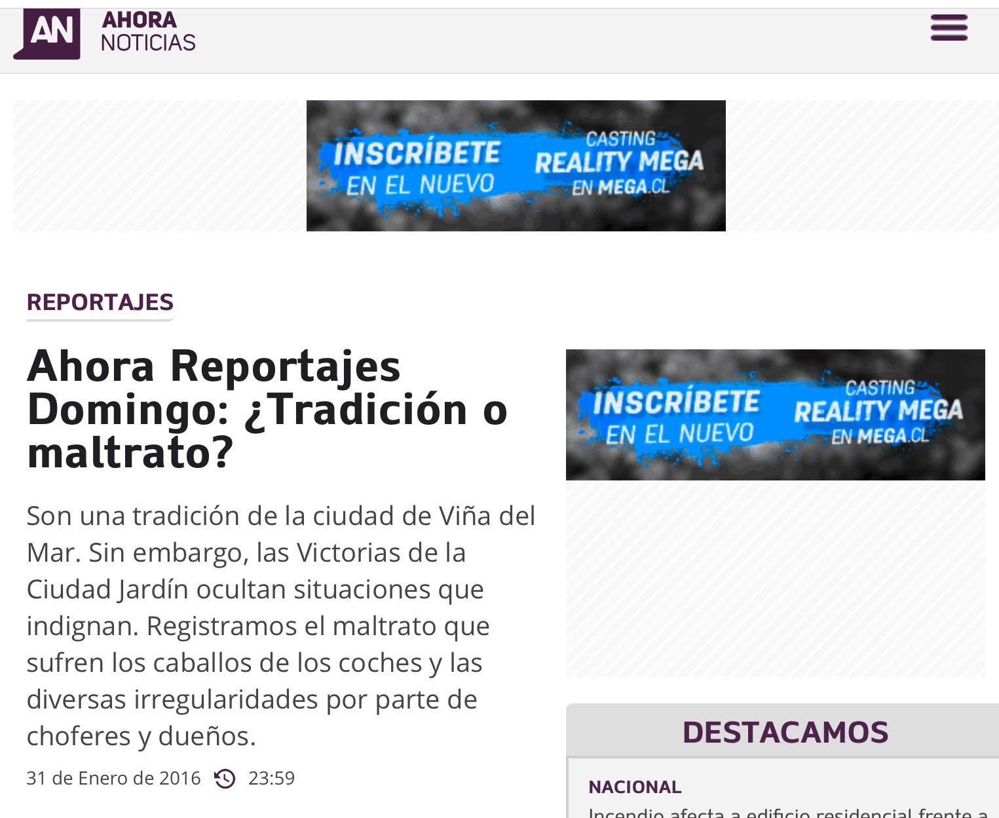 AN
AHORA
NOTICIAS
INSCRÍBETE
EN EL NUEVO
CASTING
REALITY MEGA
EN MEGA.CL
REPORTAJES
Ahora Reportajes
Domingo: ¿Tradición o
maltrato?
Son una tradición de la ciudad de Viña del
Mar. Sin embargo, las Victorias de la
Ciudad Jardín ocultan situaciones que
indignan. Registramos el maltrato que
sufren los caballos de los coches y las
diversas irregularidades por parte de
choferes y dueños.
31 de Enero de 2016 23:59
INSCRÍBETE
EN EL NUEVO
CASTING
REALITY MEGA
EN MEGA.CL
DESTACAMOS
NACIONAL
Incendio afecta a edificio residencial frente a